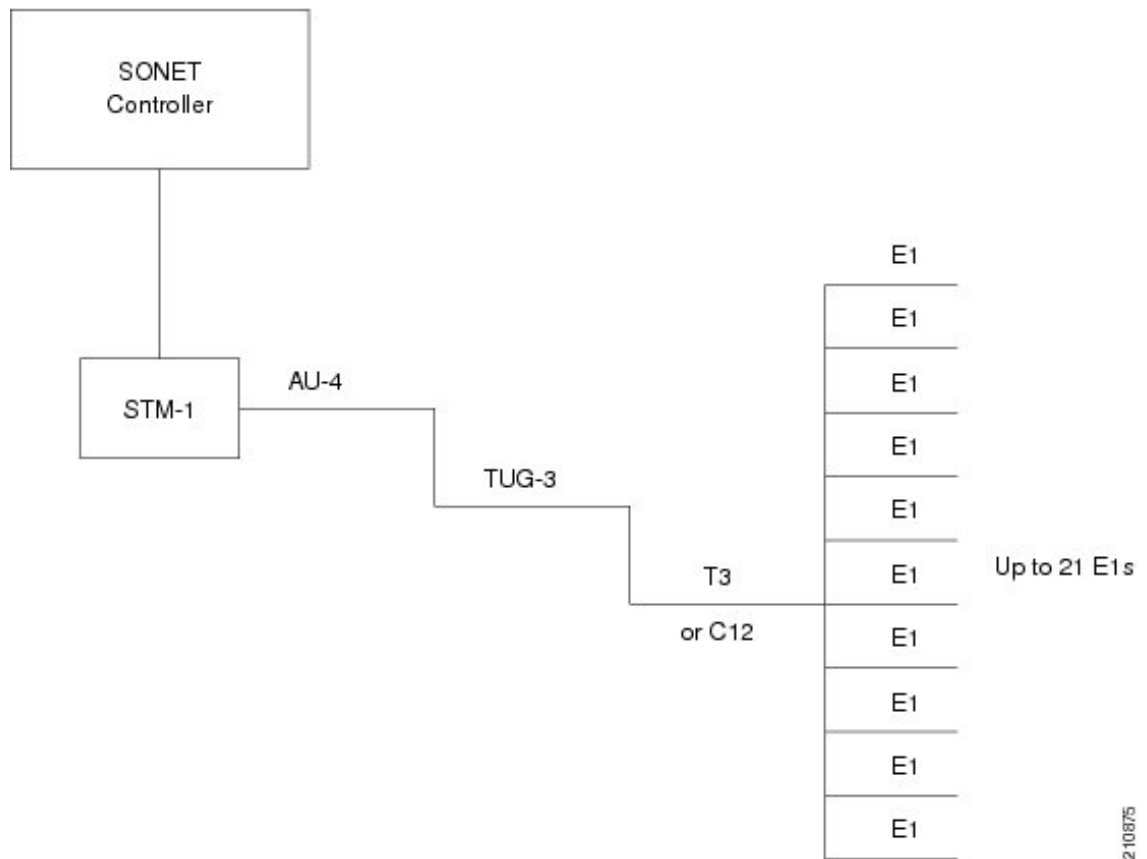 SONET
Controller
STM-1
AU-4
TUG-3
T3
or C12
E1
E1
E1
E1
E1
E1
E1
E1
E1
E1
Up to 21 E1s
210875